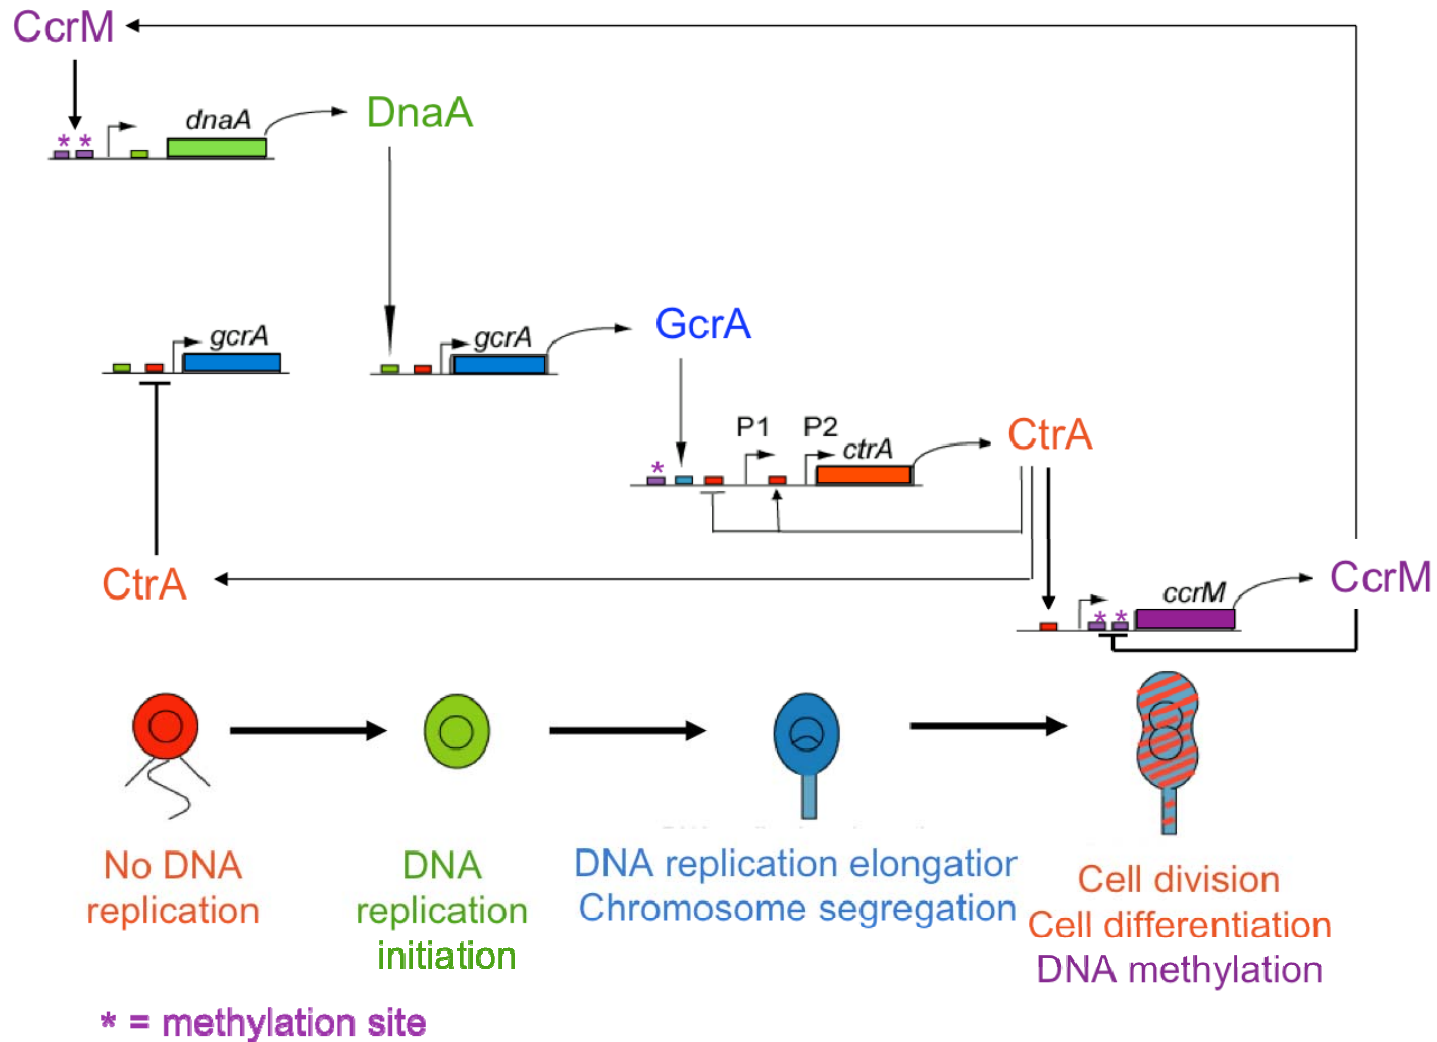 CcrM
dnaA
DnaA
* *
gcrA
gcrA
GcrA
P1 P2
ctrA
CtrA
*
CtrA
ccrM
CcrM
* *
No DNA
replication
DNA
replication
initiation
DNA replication elongatior
Chromosome segregation
Cell division
Cell differentiation
DNA methylation
* = methylation site